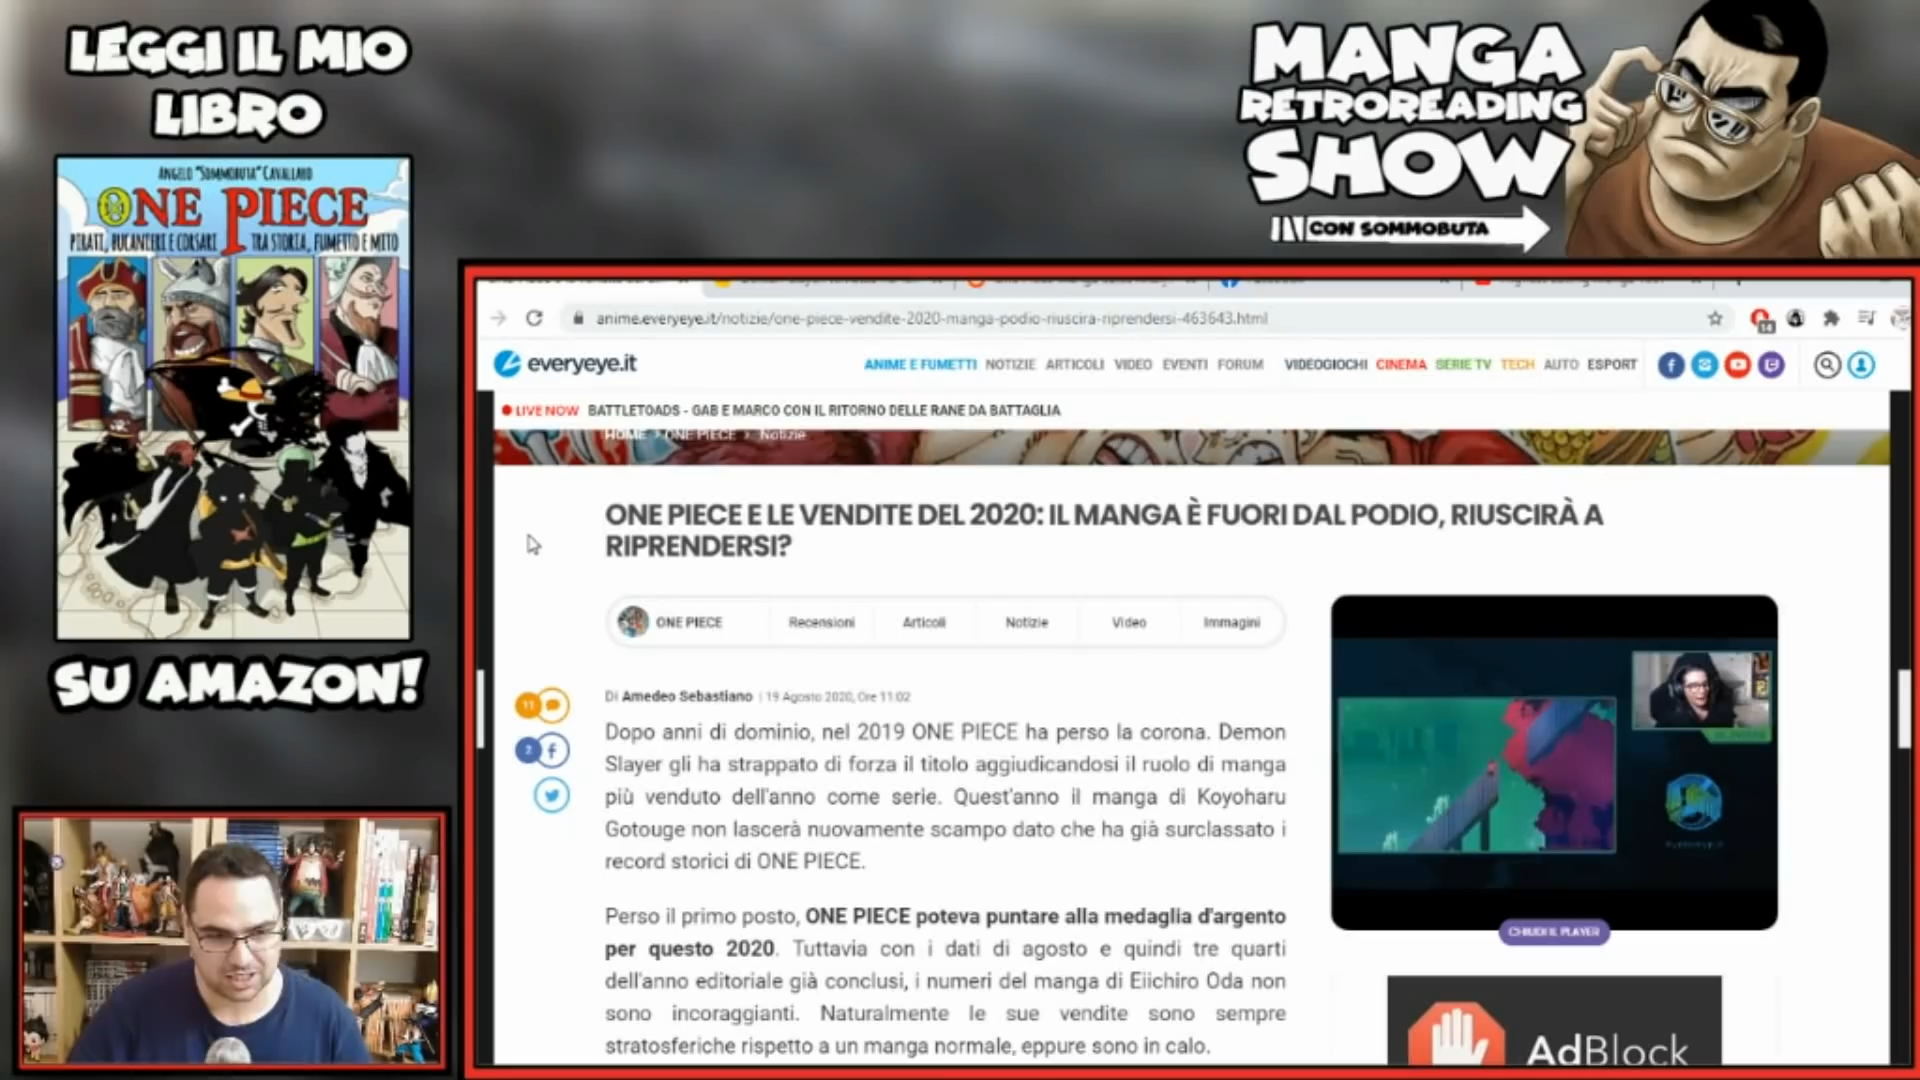 LEGGI IL MIO
LIBRO
ANGELO "SOMMOBUTA" CAVALLARO
ONE PIECE
PIRATI, BUCANIERI E CORSARI TRA STORIA, FUMETTO E MITO
SU AMAZON!
MANGA
RETROREADING
SHOW
CON SOMMOBUTA
anime.everyeye.it/notizie/one-piece-vendite-2020-manga-podio-riuscira-riprendersi-463643.html
14
everyeye.it
ANIME E FUMETTI NOTIZIE ARTICOLI VIDEO EVENTI FORUM VIDEOGIOCHI CINEMA SERIE TV TECH AUTO ESPORT
LIVE NOW BATTLETOADS - GAB E MARCO CON IL RITORNO DELLE RANE DA BATTAGLIA
HOME > ONE PIECE > Notizie
ONE PIECE E LE VENDITE DEL 2020: IL MANGA È FUORI DAL PODIO, RIUSCIRÀ A
RIPRENDERSI?
ONE PIECE Recensioni Articoli Notizie Video Immagini
11
2
Di Amedeo Sebastiano | 19 Agosto 2020, Ore 11:02
Dopo anni di dominio, nel 2019 ONE PIECE ha perso la corona. Demon
Slayer gli ha strappato di forza il titolo aggiudicandosi il ruolo di manga
più venduto dell'anno come serie. Quest'anno il manga di Koyoharu
Gotouge non lascerà nuovamente scampo dato che ha già surclassato i
record storici di ONE PIECE.
Perso il primo posto, ONE PIECE poteva puntare alla medaglia d'argento
per questo 2020. Tuttavia con i dati di agosto e quindi tre quarti
dell'anno editoriale già conclusi, i numeri del manga di Eiichiro Oda non
sono incoraggianti. Naturalmente le sue vendite sono sempre
stratosferiche rispetto a un manga normale, eppure sono in calo.
CHIUDI IL PLAYER
AdBlock